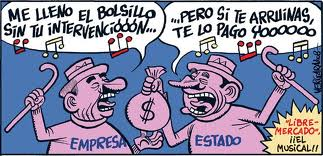 ME LLENO EL BOLSILLO
SIN TU INTERVENCIÓÓÓN...
...PERO SI TE ARRUINAS,
TE LO PAGO YOOOOOO
$
EMPRESA
ESTADO
"LIBRE-
MERCADO",
¡¡EL
MUSICAL!!